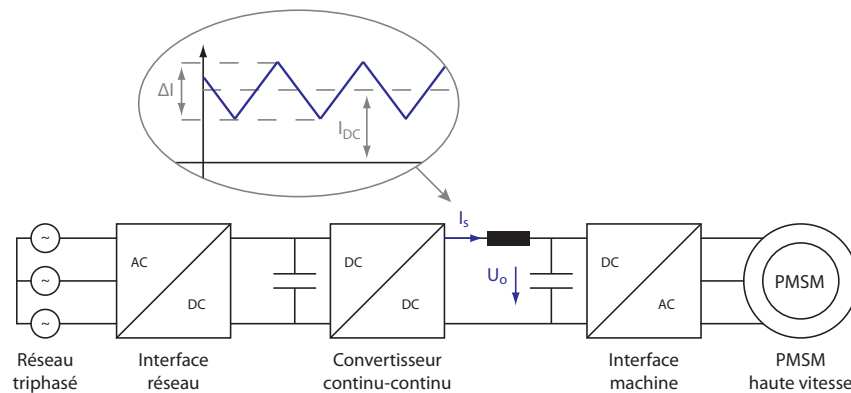 ΔI
I_DC
I_s
AC
DC
DC
DC
U_o
DC
AC
PMSM
~
~
~
Réseau
triphasé
Interface
réseau
Convertisseur
continu-continu
Interface
machine
PMSM
haute vitesse